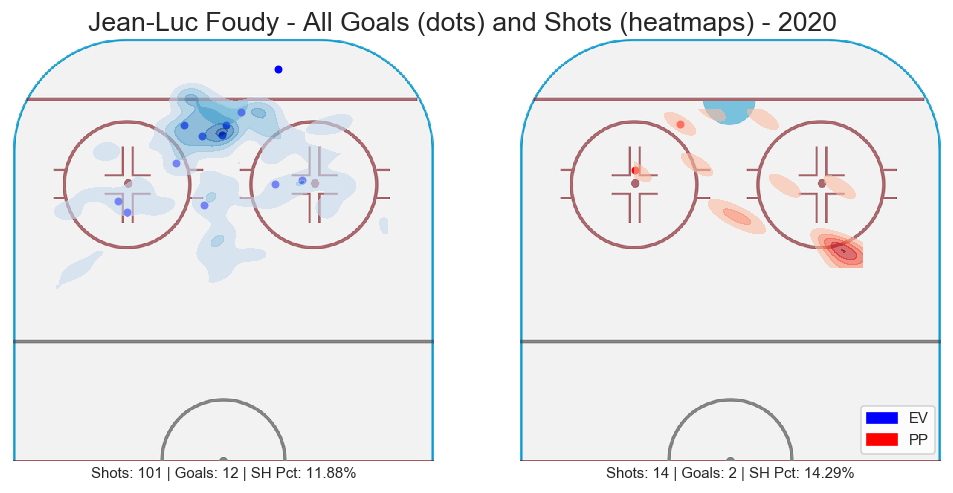 Jean-Luc Foudy - All Goals (dots) and Shots (heatmaps) - 2020
EV
PP
Shots: 101 | Goals: 12 | SH Pct: 11.88%
Shots: 14 | Goals: 2 | SH Pct: 14.29%